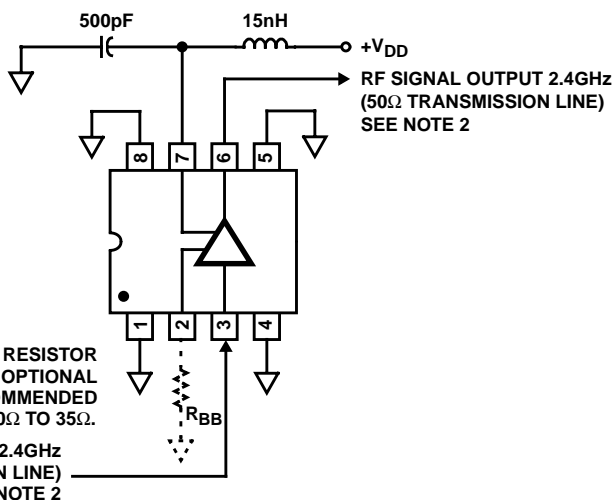 500pF
15nH
+VDD
RF SIGNAL OUTPUT 2.4GHz
(50Ω TRANSMISSION LINE)
SEE NOTE 2
8
7
6
5
1
2
3
4
RESISTOR
OPTIONAL
OMMENDED
0Ω TO 35Ω.
RBB
2.4GHz
N LINE)
NOTE 2